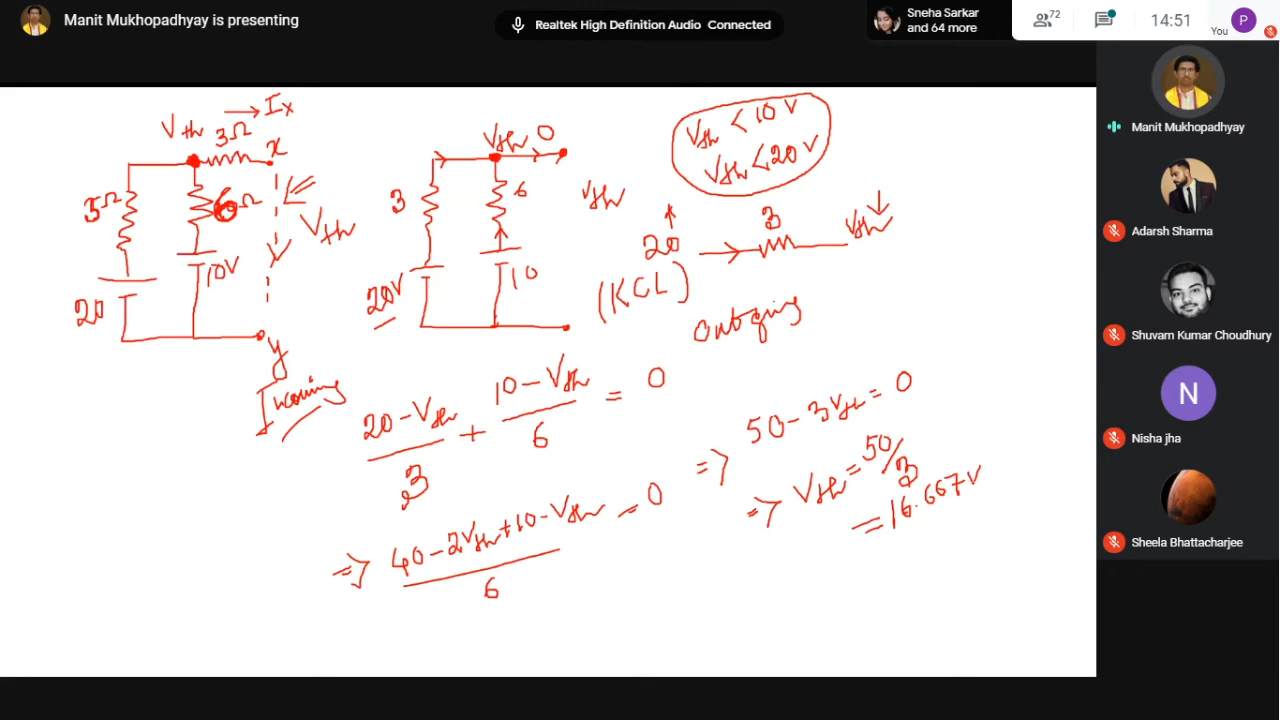 Manit Mukhopadhyay is presenting
Realtek High Definition Audio Connected
Sneha Sarkar
and 64 more
72
14:51
You
P
Vth
→ Ix
3Ω
x
5Ω
6Ω
Vth
10V
20
y
Vth 0
3
6
Vth
20V
10
Vth < 10 V
Vth < 20 V
20
3
Vth
(KCL)
Outgoing
Incoming
20 - Vth / 3 + 10 - Vth / 6 = 0
=> 40 - 2Vth + 10 - Vth / 6 = 0
=> 50 - 3Vth = 0
=> Vth = 50/3
= 16.667V
Manit Mukhopadhyay
Adarsh Sharma
Shuvam Kumar Choudhury
N
Nisha jha
Sheela Bhattacharjee